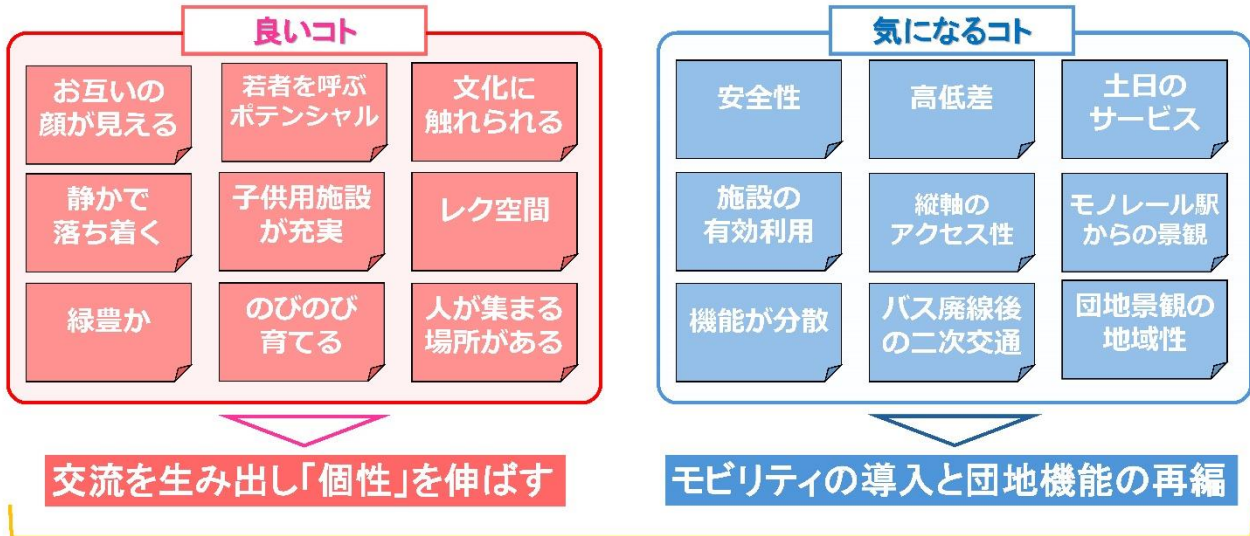 良いコト
お互いの
顔が見える
若者を呼ぶ
ポテンシャル
文化に
触れられる
静かで
落ち着く
子供用施設
が充実
レク空間
緑豊か
のびのび
育てる
人が集まる
場所がある
交流を生み出し「個性」を伸ばす
気になるコト
安全性
高低差
土日の
サービス
施設の
有効利用
縦軸の
アクセス性
モノレール駅
からの景観
機能が分散
バス廃線後
の二次交通
団地景観の
地域性
モビリティの導入と団地機能の再編